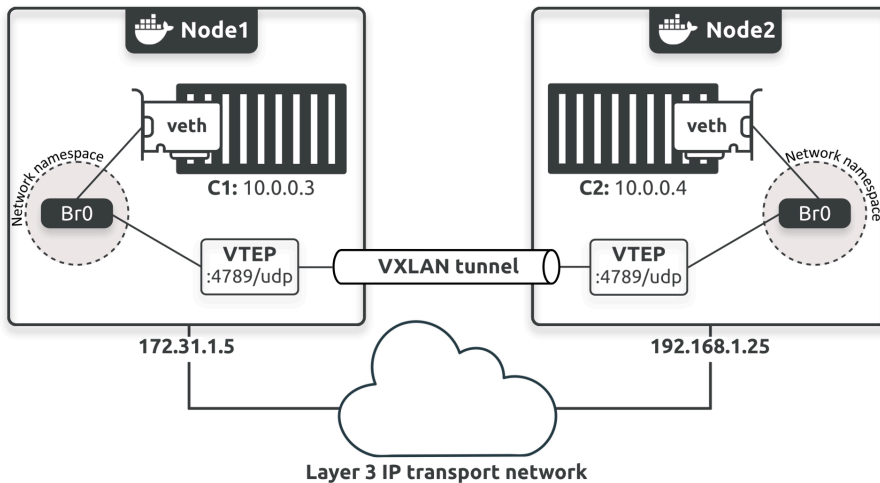 Node1
Node2
veth
veth
Network namespace
Network namespace
C1: 10.0.0.3
C2: 10.0.0.4
Br0
Br0
VTEP
:4789/udp
VXLAN tunnel
VTEP
:4789/udp
172.31.1.5
192.168.1.25
Layer 3 IP transport network